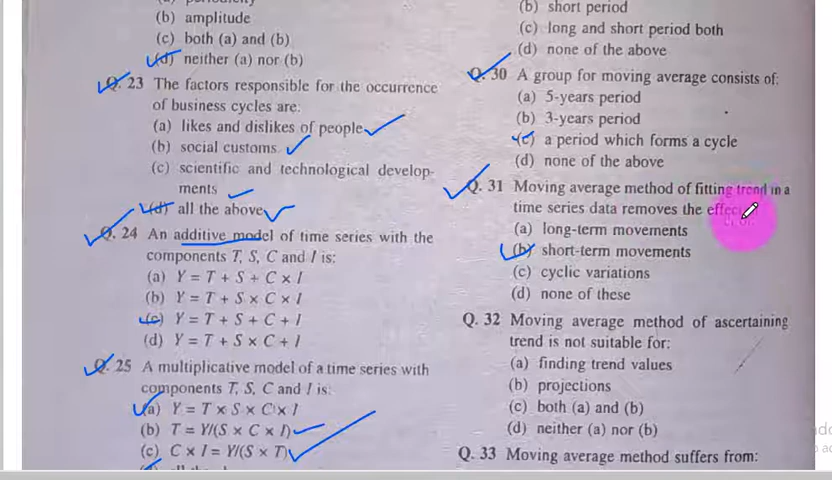 (b) amplitude
(c) both (a) and (b)
(d) neither (a) nor (b)
Q. 23 The factors responsible for the occurrence
of business cycles are:
(a) likes and dislikes of people
(b) social customs
(c) scientific and technological develop-
ments
(d) all the above
Q. 24 An additive model of time series with the
components T, S, C and I is:
(a) Y = T + S + C × I
(b) Y = T + S × C × I
(c) Y = T + S + C + I
(d) Y = T + S × C + I
Q. 25 A multiplicative model of a time series with
components T, S, C and I is:
(a) Y = T × S × C × I
(b) T = Y/(S × C × I)
(c) C × I = Y/(S × T)
(b) short period
(c) long and short period both
(d) none of the above
Q. 30 A group for moving average consists of:
(a) 5-years period
(b) 3-years period
(c) a period which forms a cycle
(d) none of the above
Q. 31 Moving average method of fitting trend in a
time series data removes the effect
(a) long-term movements
(b) short-term movements
(c) cyclic variations
(d) none of these
Q. 32 Moving average method of ascertaining
trend is not suitable for:
(a) finding trend values
(b) projections
(c) both (a) and (b)
(d) neither (a) nor (b)
Q. 33 Moving average method suffers from: